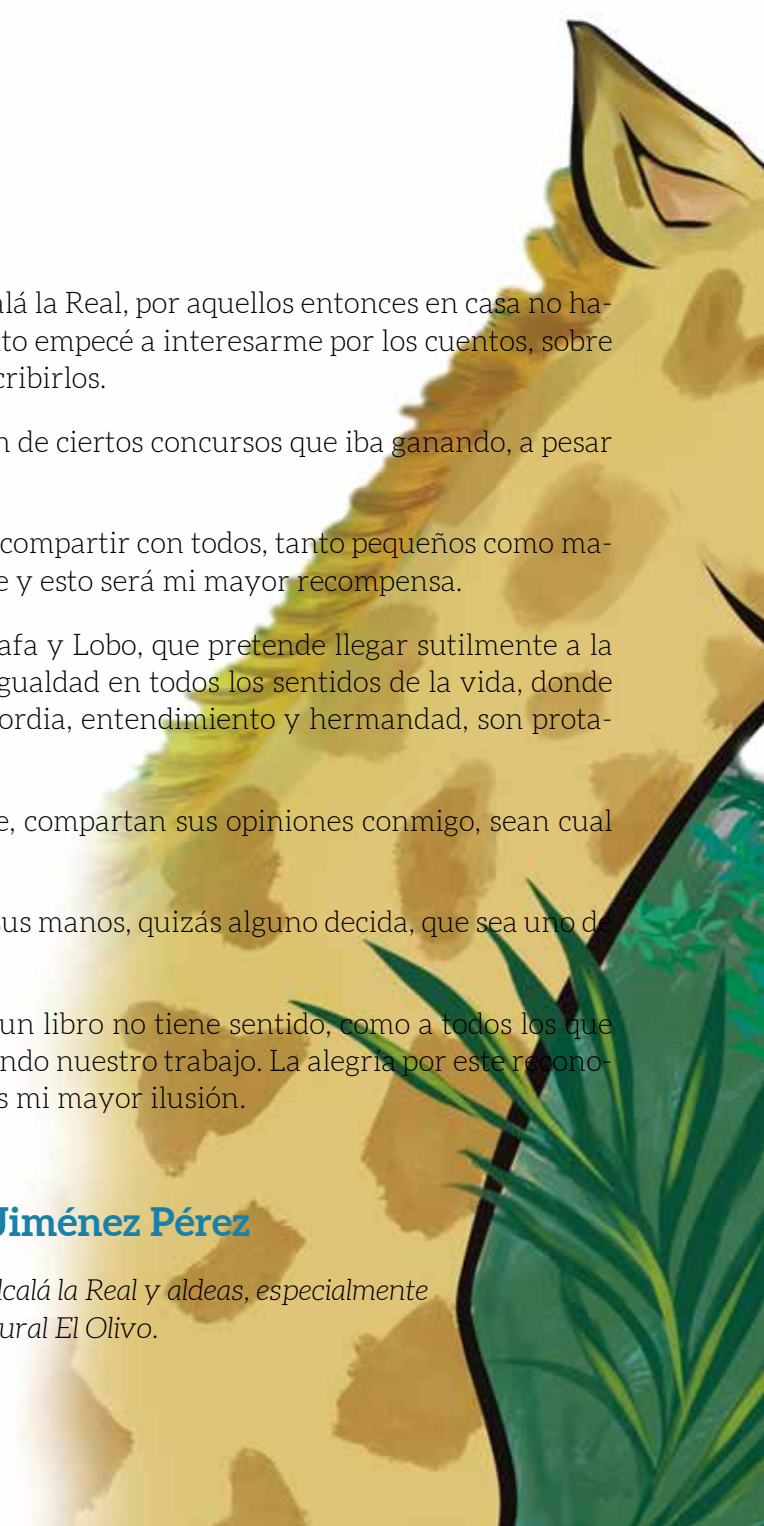 alá la Real, por aquellos entonces en casa no ha-
to empecé a interesarme por los cuentos, sobre
cribirlos.
n de ciertos concursos que iba ganando, a pesar
compartir con todos, tanto pequeños como ma-
e y esto será mi mayor recompensa.
afa y Lobo, que pretende llegar sutilmente a la
gualdad en todos los sentidos de la vida, donde
ordia, entendimiento y hermandad, son prota-
e, compartan sus opiniones conmigo, sean cual
sus manos, quizás alguno decida, que sea uno de
un libro no tiene sentido, como a todos los que
ndo nuestro trabajo. La alegría por este recono-
s mi mayor ilusión.
Jiménez Pérez
lcalá la Real y aldeas, especialmente
ural El Olivo.